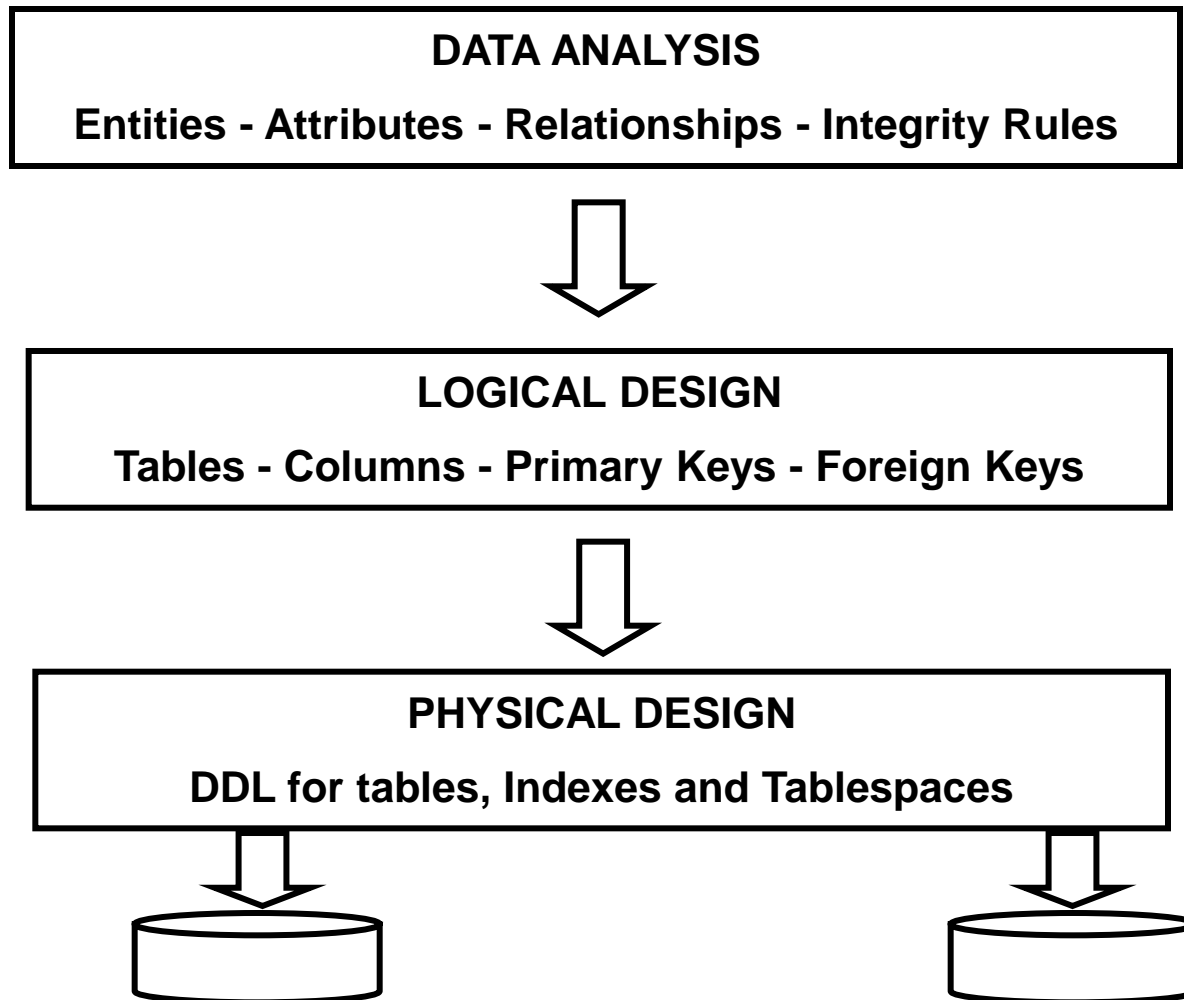 DATA ANALYSIS
Entities - Attributes - Relationships - Integrity Rules
LOGICAL DESIGN
Tables - Columns - Primary Keys - Foreign Keys
PHYSICAL DESIGN
DDL for tables, Indexes and Tablespaces